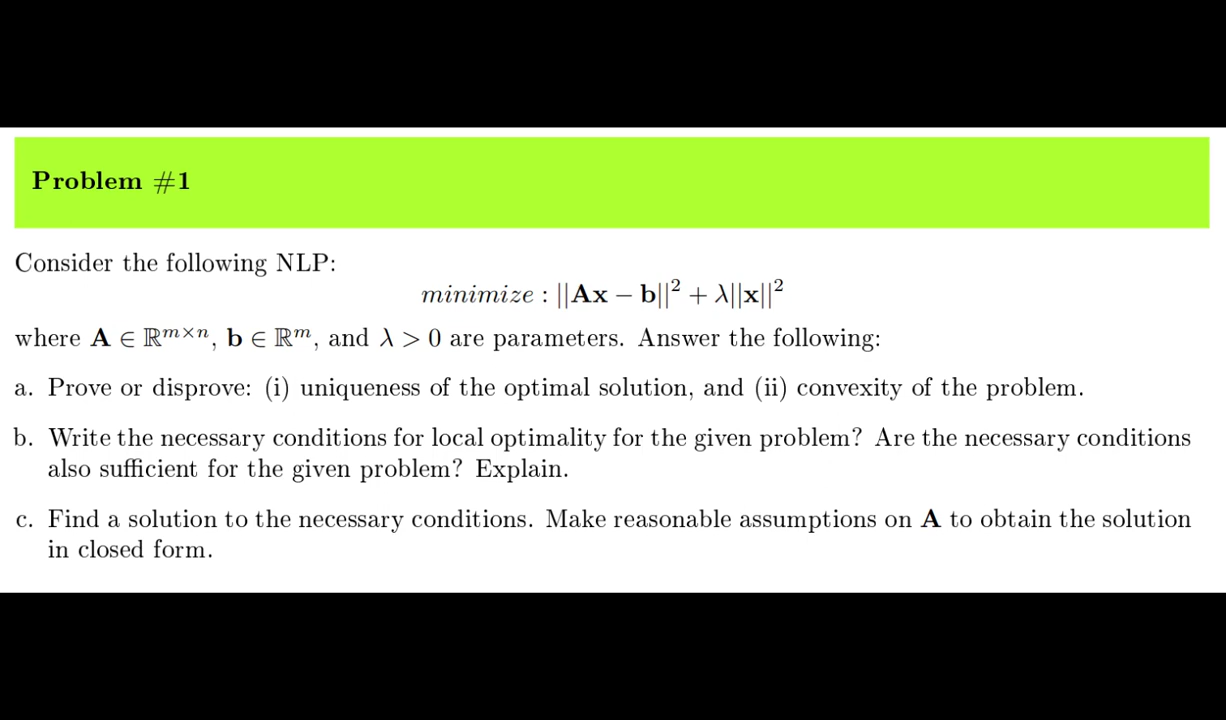 Problem #1
Consider the following NLP:
minimize : ||Ax − b||² + λ||x||²
where A ∈ ℝᵐˣⁿ, b ∈ ℝᵐ, and λ > 0 are parameters. Answer the following:
a. Prove or disprove: (i) uniqueness of the optimal solution, and (ii) convexity of the problem.
b. Write the necessary conditions for local optimality for the given problem? Are the necessary conditions
also sufficient for the given problem? Explain.
c. Find a solution to the necessary conditions. Make reasonable assumptions on A to obtain the solution
in closed form.